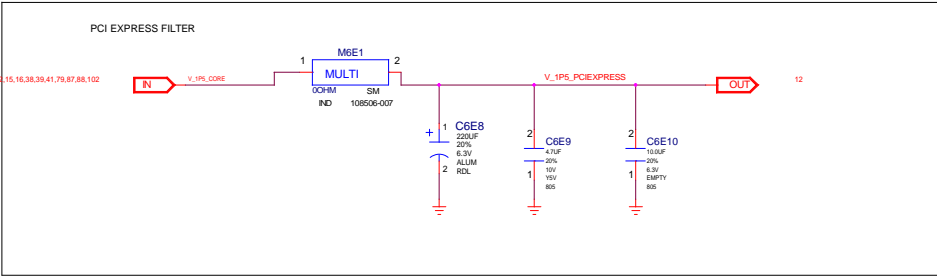 PCI EXPRESS FILTER
M6E1
1
2
MULTI
0OHM
SM
IND
108506-007
,15,16,38,39,41,79,87,88,102
IN
V_1P5_CORE
V_1P5_PCIEXPRESS
OUT
12
1
+
C6E8
220UF
20%
6.3V
ALUM
RDL
2
2
C6E9
4.7UF
20%
10V
Y5V
805
1
2
C6E10
10.0UF
20%
6.3V
EMPTY
805
1